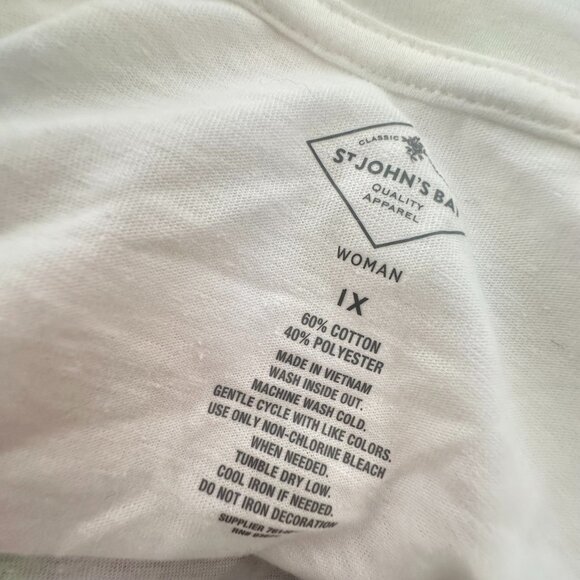 CLASSIC
ST JOHN'S BA
QUALITY
APPAREL
WOMAN
1X
60% COTTON
40% POLYESTER
MADE IN VIETNAM
WASH INSIDE OUT.
MACHINE WASH COLD.
GENTLE CYCLE WITH LIKE COLORS.
USE ONLY NON-CHLORINE BLEACH
WHEN NEEDED.
TUMBLE DRY LOW.
COOL IRON IF NEEDED.
DO NOT IRON DECORATION
SUPPLIER
RN#